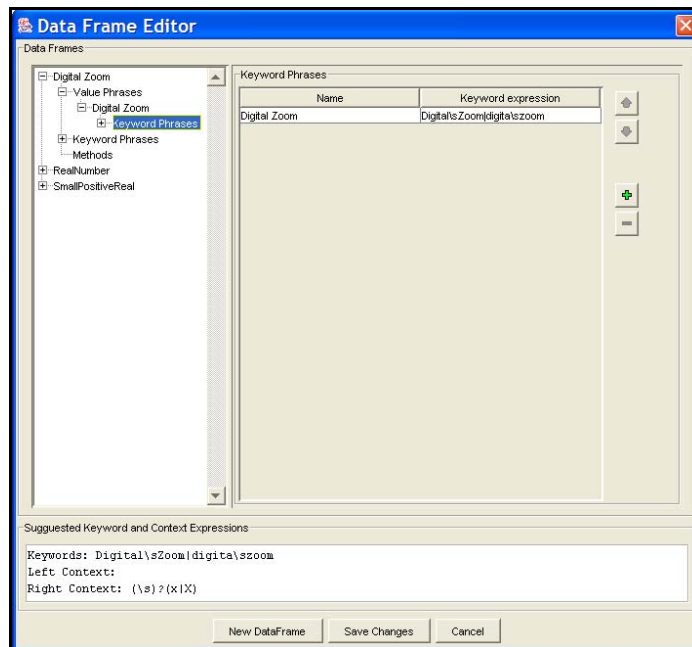 Data Frame Editor
Data Frames
Digital Zoom
Value Phrases
Digital Zoom
Keyword Phrases
Keyword Phrases
Methods
RealNumber
SmallPositiveReal
Keyword Phrases
Name Keyword expression
Digital Zoom Digital\sZoom|digita\szoom
Sugguested Keyword and Context Expressions
Keywords: Digital\sZoom|digita\szoom
Left Context:
Right Context: (\s)?(x|X)
New DataFrame Save Changes Cancel